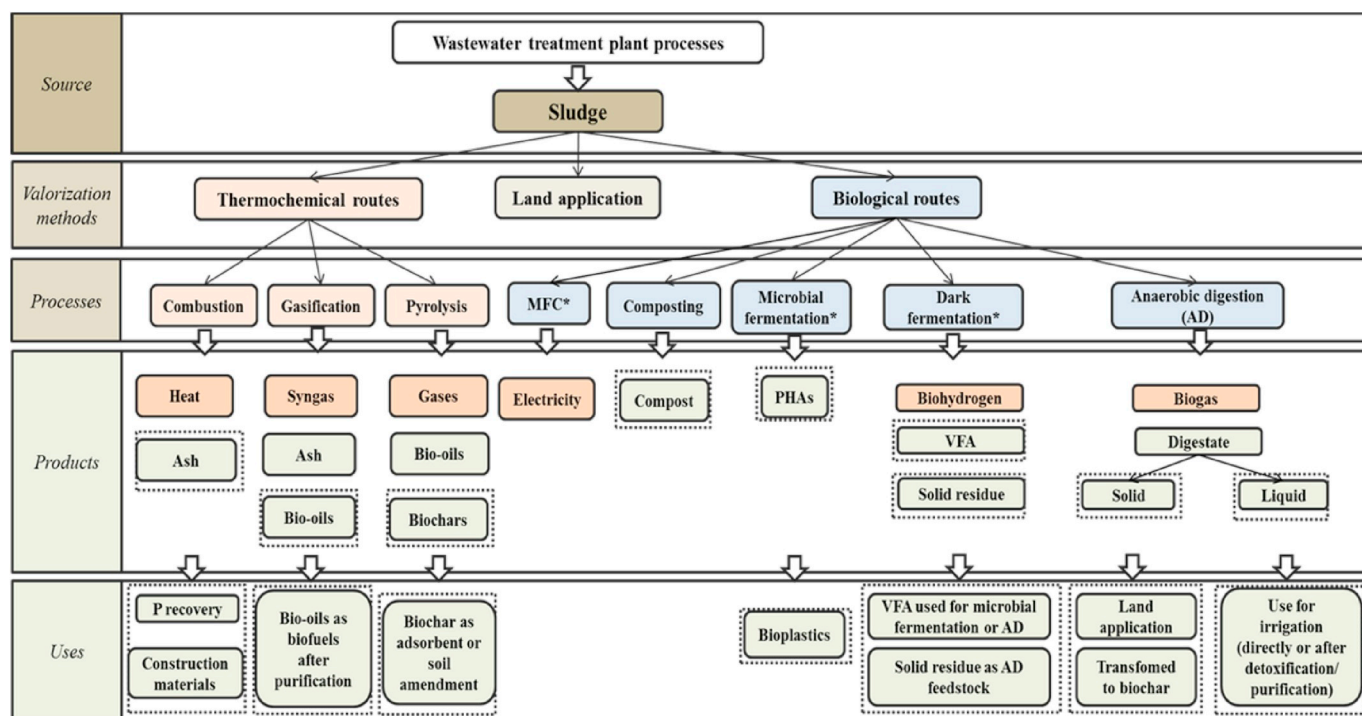 Source
Wastewater treatment plant processes
Sludge
Valorization
methods
Thermochemical routes
Land application
Biological routes
Processes
Combustion
Gasification
Pyrolysis
MFC*
Composting
Microbial
fermentation*
Dark
fermentation*
Anaerobic digestion
(AD)
Products
Heat
Syngas
Gases
Electricity
Compost
PHAs
Biohydrogen
Biogas
Ash
Ash
Bio-oils
VFA
Digestate
Bio-oils
Biochars
Solid residue
Solid
Liquid
Uses
P recovery
Construction
materials
Bio-oils as
biofuels
after
purification
Biochar as
adsorbent or
soil
amendment
Bioplastics
VFA used for microbial
fermentation or AD
Solid residue as AD
feedstock
Land
application
Transfomed
to biochar
Use for
irrigation
(directly or after
detoxification/
purification)